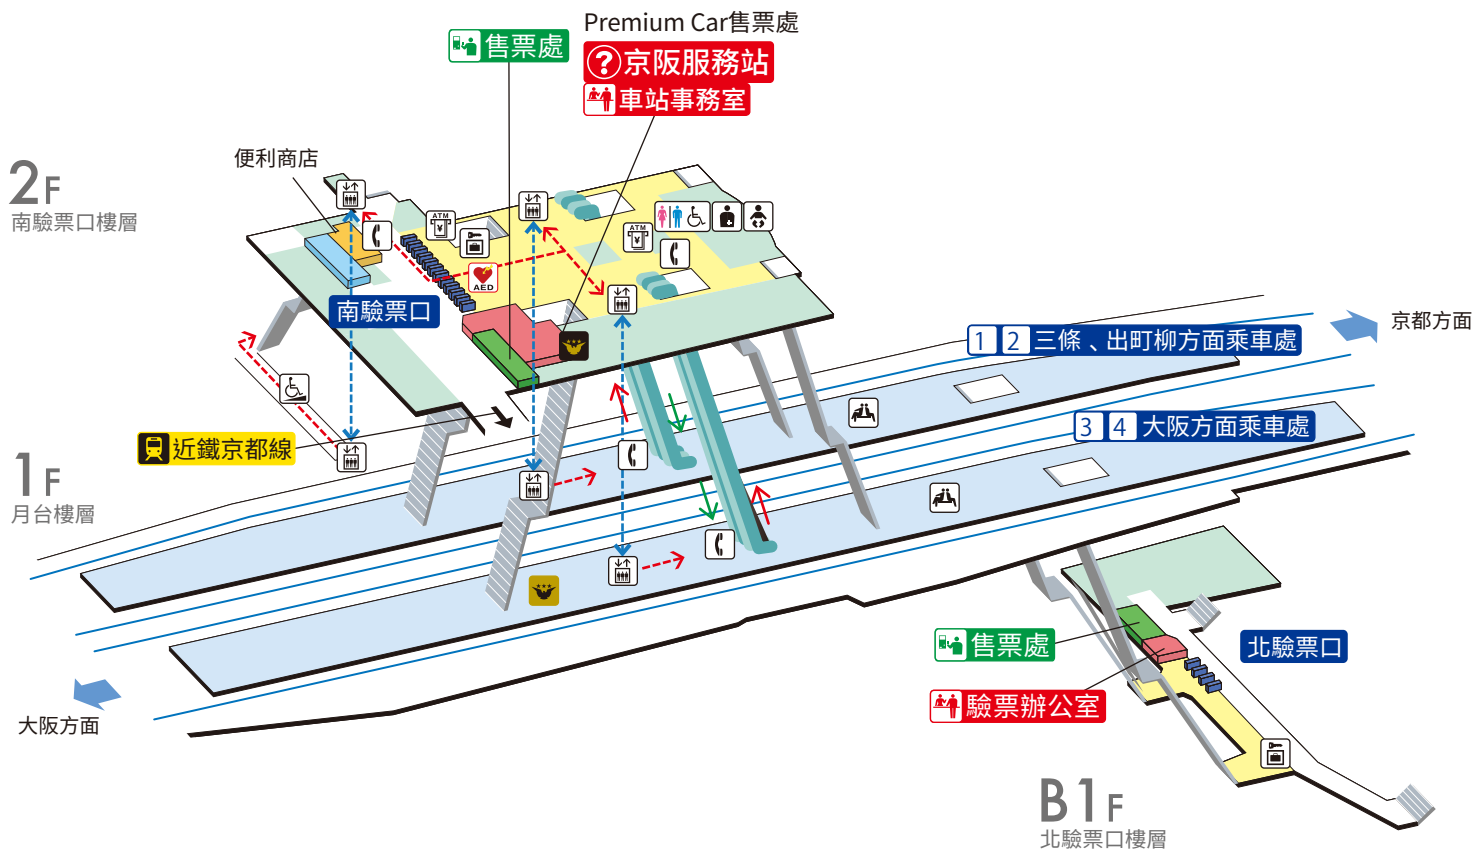 Premium Car售票處
售票處
?京阪服務站
車站事務室
便利商店
2F
南驗票口樓層
ATM
¥
ATM
¥
AED
南驗票口
京都方面
1 2 三條、出町柳方面乘車處
3 4 大阪方面乘車處
近鐵京都線
1F
月台樓層
售票處
北驗票口
驗票辦公室
大阪方面
B1F
北驗票口樓層